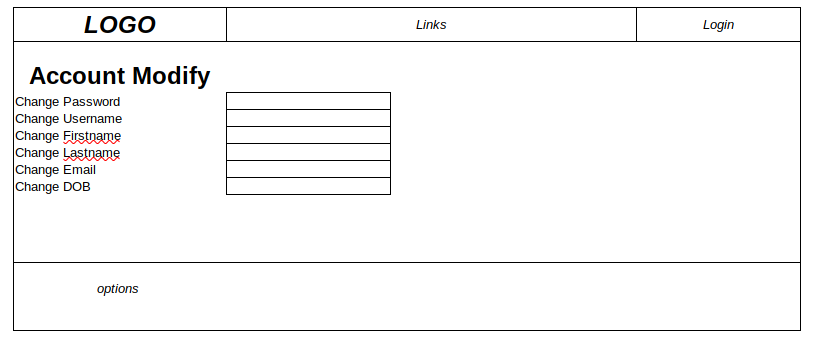 LOGO
Links
Login
Account Modify
Change Password
Change Username
Change Firstname
Change Lastname
Change Email
Change DOB
options